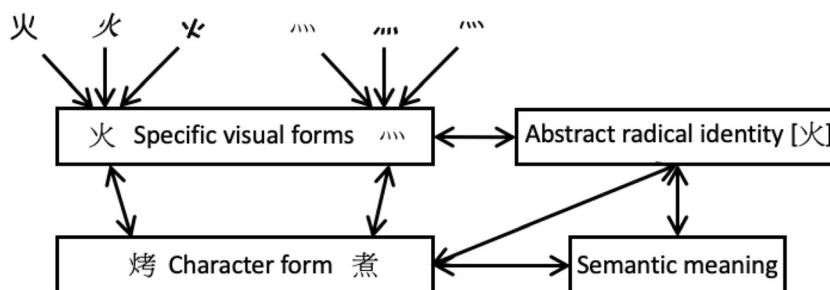 火 火 火 灬 灬 灬
火 Specific visual forms 灬
Abstract radical identity [火]
烤 Character form 煮
Semantic meaning